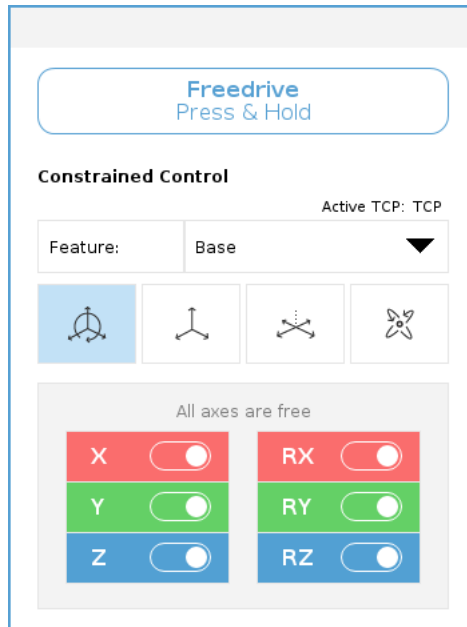 Freedrive
Press & Hold
Constrained Control
Active TCP: TCP
Feature: Base
All axes are free
X RX
Y RY
Z RZ